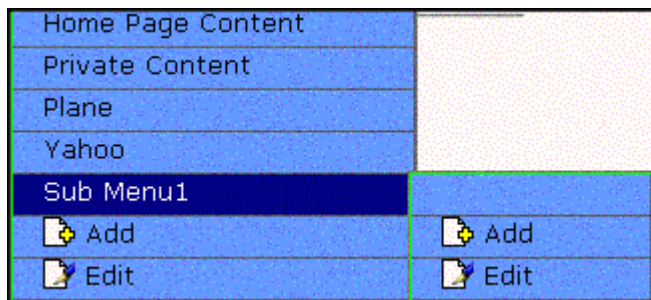 Home Page Content
Private Content
Plane
Yahoo
Sub Menu1
Add
Edit
Add
Edit